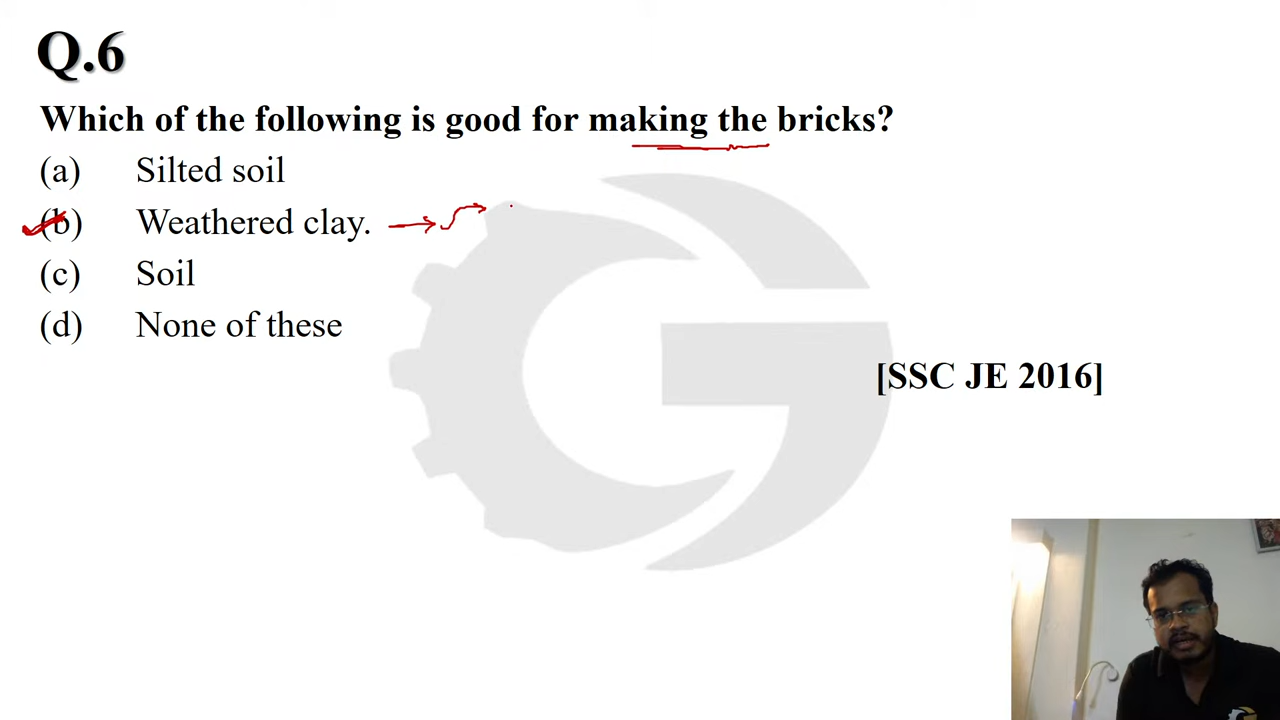 Q.6
Which of the following is good for making the bricks?
(a) Silted soil
(b) Weathered clay.
(c) Soil
(d) None of these
[SSC JE 2016]